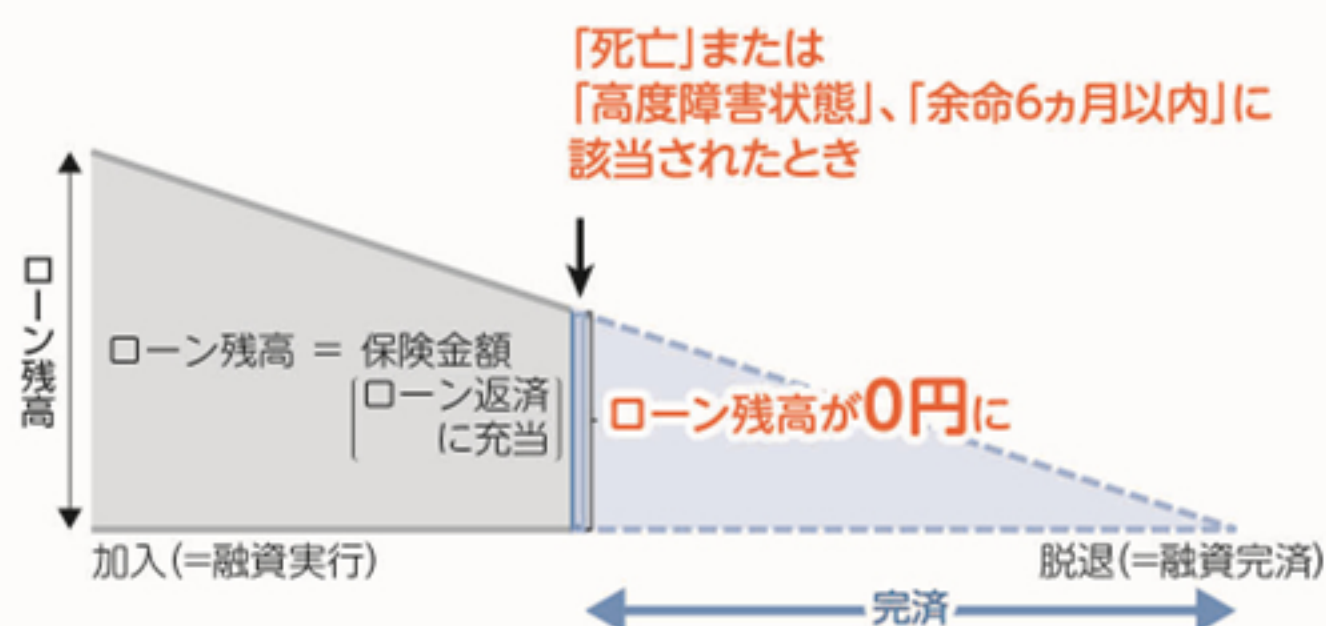 「死亡」または
「高度障害状態」、「余命6ヵ月以内」に
該当されたとき
ローン残高
ローン残高 = 保険金額
ローン返済
に充当
ローン残高が0円に
加入(=融資実行)
脱退(=融資完済)
完済